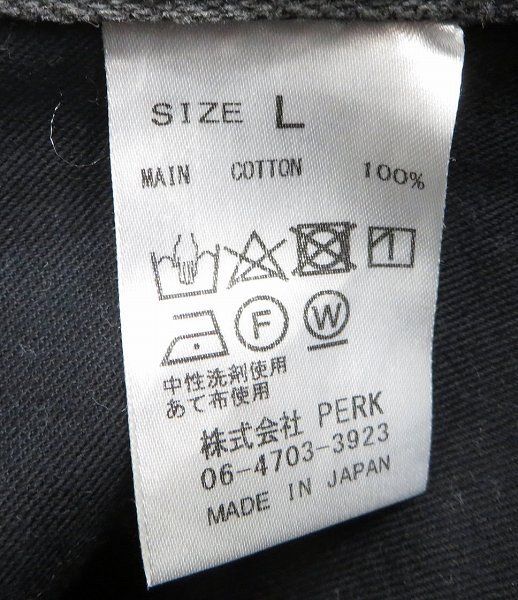 SIZE L
MAIN COTTON 100%
F W
中性洗剤使用
あて布使用
株式会社 PERK
06-4703-3923
MADE IN JAPAN